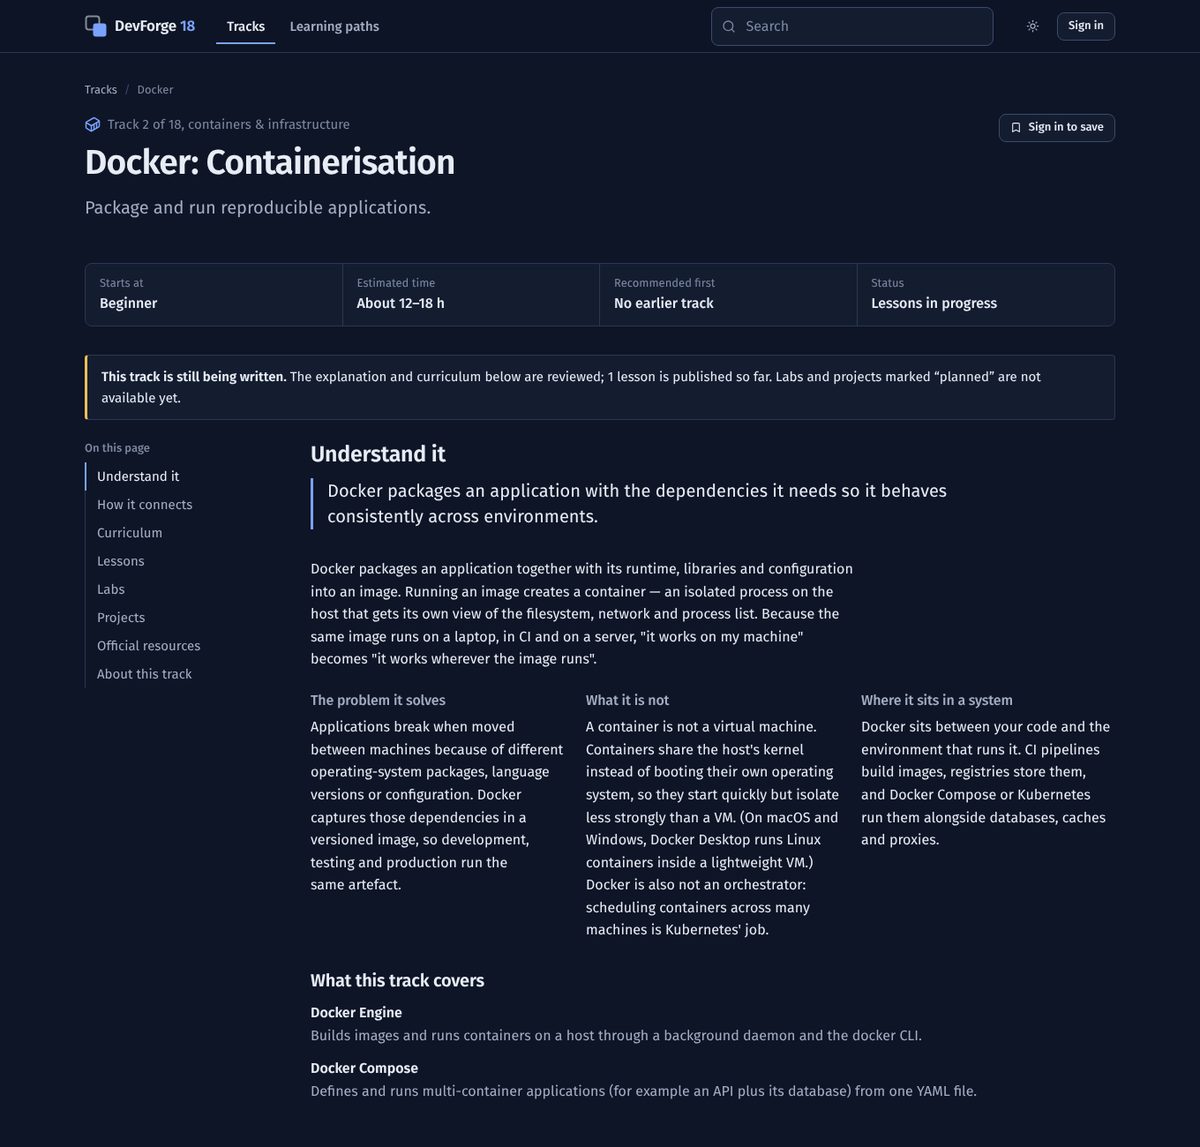 DevForge 18
Tracks
Learning paths
Search
Sign in
Tracks / Docker
Track 2 of 18, containers & infrastructure
Sign in to save
Docker: Containerisation
Package and run reproducible applications.
Starts at
Beginner
Estimated time
About 12–18 h
Recommended first
No earlier track
Status
Lessons in progress
This track is still being written. The explanation and curriculum below are reviewed; 1 lesson is published so far. Labs and projects marked “planned” are not
available yet.
On this page
Understand it
How it connects
Curriculum
Lessons
Labs
Projects
Official resources
About this track
Understand it
Docker packages an application with the dependencies it needs so it behaves
consistently across environments.
Docker packages an application together with its runtime, libraries and configuration
into an image. Running an image creates a container — an isolated process on the
host that gets its own view of the filesystem, network and process list. Because the
same image runs on a laptop, in CI and on a server, "it works on my machine"
becomes "it works wherever the image runs".
The problem it solves
Applications break when moved
between machines because of different
operating-system packages, language
versions or configuration. Docker
captures those dependencies in a
versioned image, so development,
testing and production run the
same artefact.
What it is not
A container is not a virtual machine.
Containers share the host's kernel
instead of booting their own operating
system, so they start quickly but isolate
less strongly than a VM. (On macOS and
Windows, Docker Desktop runs Linux
containers inside a lightweight VM.)
Docker is also not an orchestrator:
scheduling containers across many
machines is Kubernetes' job.
Where it sits in a system
Docker sits between your code and the
environment that runs it. CI pipelines
build images, registries store them,
and Docker Compose or Kubernetes
run them alongside databases, caches
and proxies.
What this track covers
Docker Engine
Builds images and runs containers on a host through a background daemon and the docker CLI.
Docker Compose
Defines and runs multi-container applications (for example an API plus its database) from one YAML file.